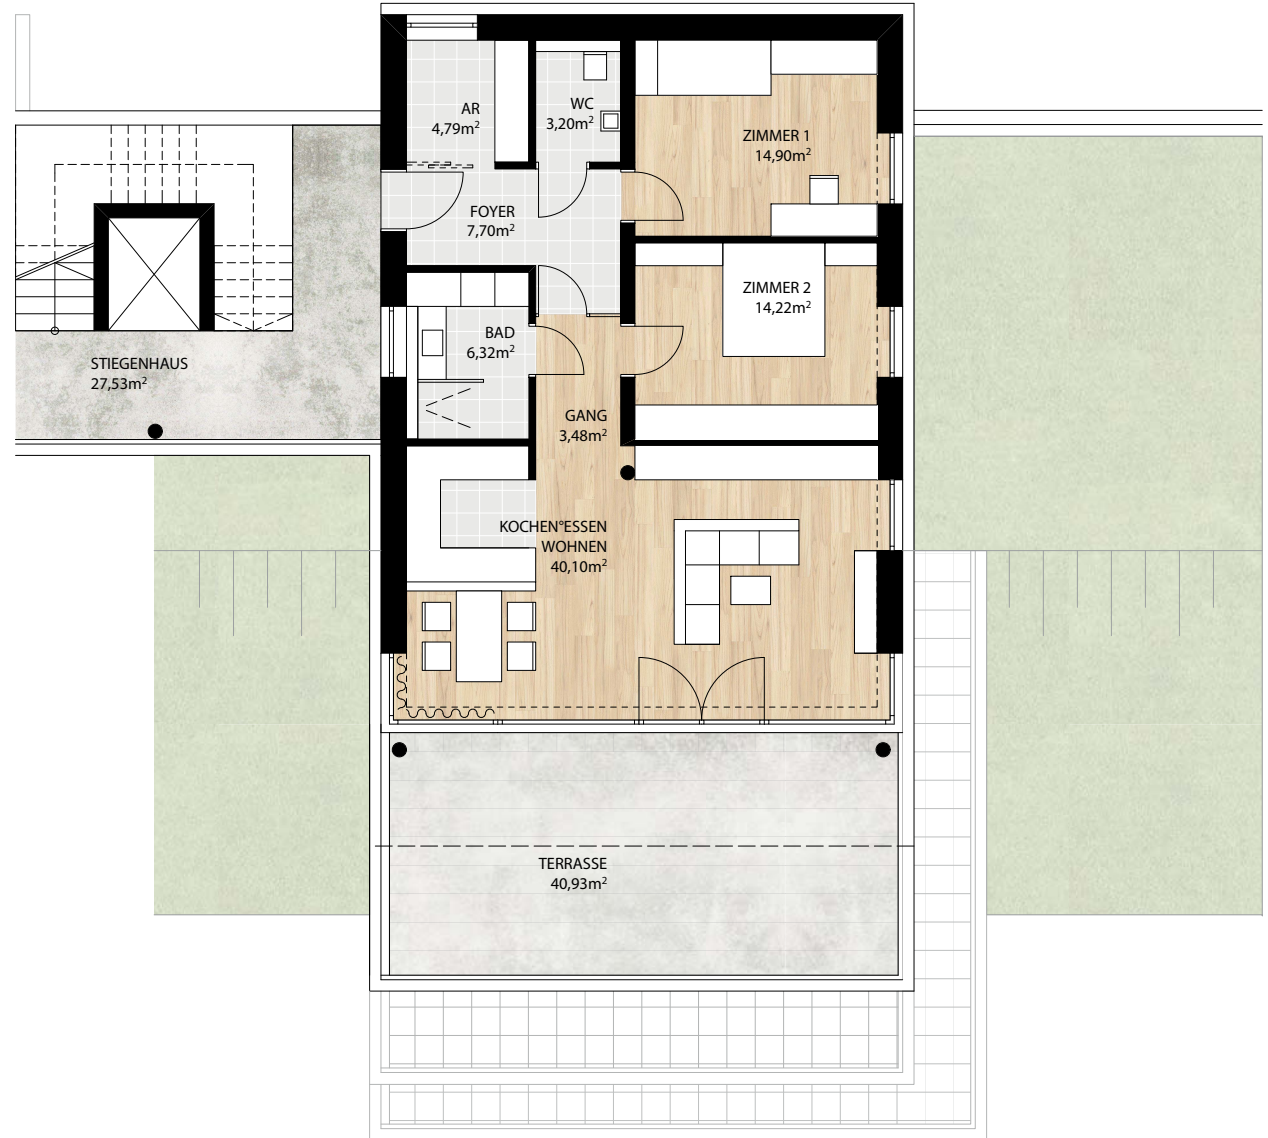 AR
4,79m²
WC
3,20m²
ZIMMER 1
14,90m²
FOYER
7,70m²
ZIMMER 2
14,22m²
BAD
6,32m²
STIEGENHAUS
27,53m²
GANG
3,48m²
KOCHEN°ESSEN
WOHNEN
40,10m²
TERRASSE
40,93m²